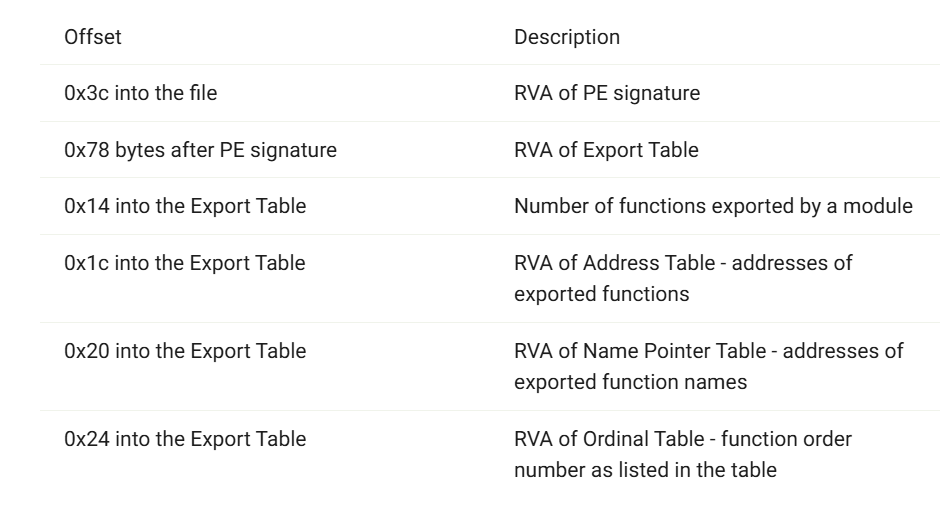 Offset Description
0x3c into the file RVA of PE signature
0x78 bytes after PE signature RVA of Export Table
0x14 into the Export Table Number of functions exported by a module
0x1c into the Export Table RVA of Address Table - addresses of
exported functions
0x20 into the Export Table RVA of Name Pointer Table - addresses of
exported function names
0x24 into the Export Table RVA of Ordinal Table - function order
number as listed in the table